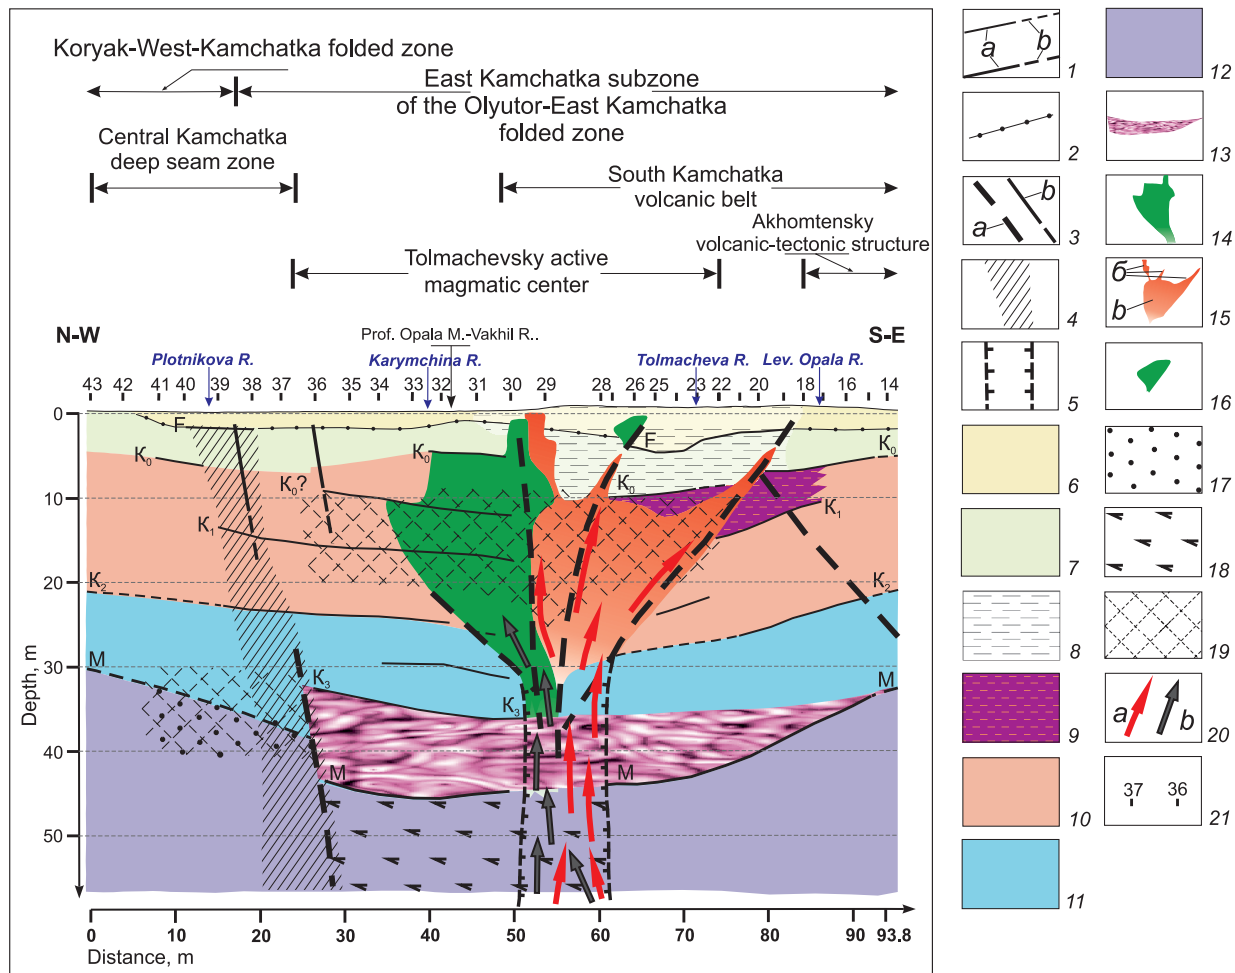 Koryak-West-Kamchatka folded zone
East Kamchatka subzone
of the Olyutor-East Kamchatka
folded zone
Central Kamchatka
deep seam zone
South Kamchatka
volcanic belt
Akhomtensky
volcanic-tectonic structure
Tolmachevsky active
magmatic center
N-W
Prof. Opala M.-Vakhil R..
S-E
Plotnikova R.
Karymchina R.
Tolmacheva R.
Lev. Opala R.
43 42 41 40 39 38 37 36 35 34 33 32 31 30 29 28 26 25 23 22 20 18 16 14
0
F
F
K0
K0
K0
K0
K0?
10
K1
K1
20
K2
K2
30
M
M
K3
K3
40
M
M
50
Depth, m
0 10 20 30 40 50 60 70 80 90 93.8
Distance, m
a b 1
2
a b 3
4
5
6
7
8
9
10
11
12
13
14
б b 15
16
17
18
19
a b 20
37 36 21